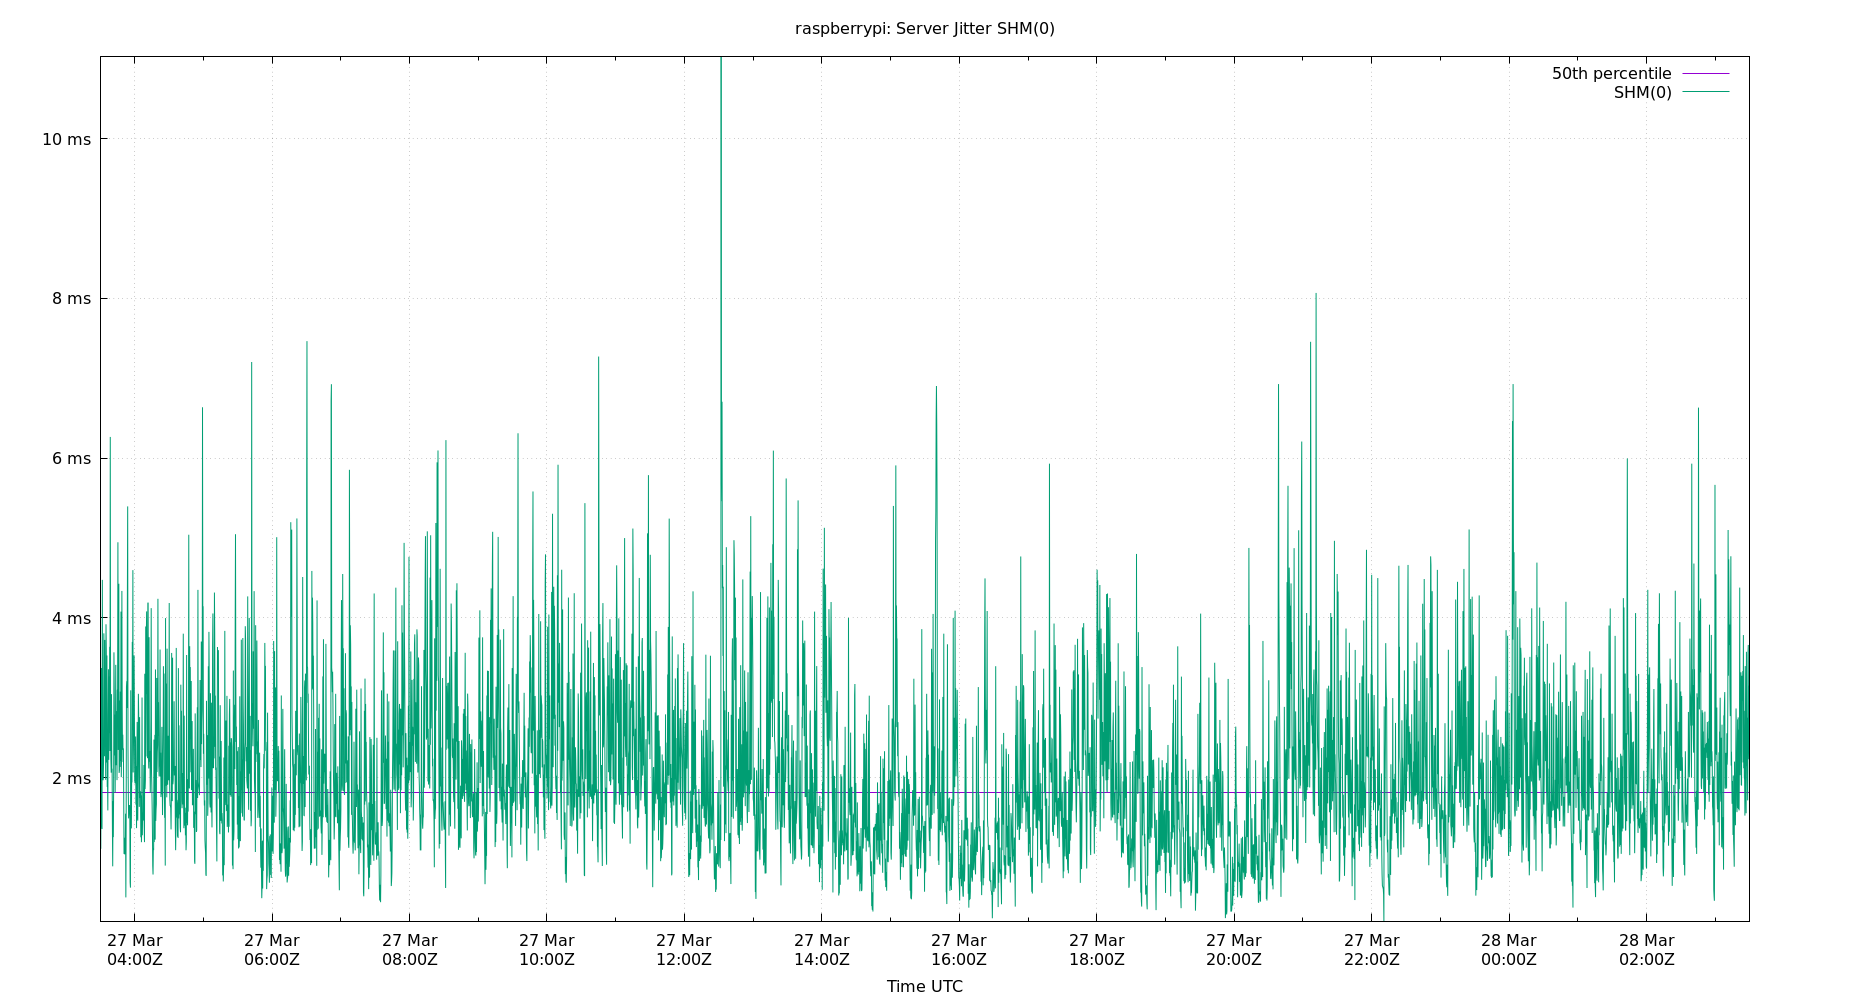 raspberrypi: Server Jitter SHM(0)
50th percentile
SHM(0)
10 ms
8 ms
6 ms
4 ms
2 ms
27 Mar 27 Mar 27 Mar 27 Mar 27 Mar 27 Mar 27 Mar 27 Mar 27 Mar 27 Mar 28 Mar 28 Mar
04:00Z 06:00Z 08:00Z 10:00Z 12:00Z 14:00Z 16:00Z 18:00Z 20:00Z 22:00Z 00:00Z 02:00Z
Time UTC